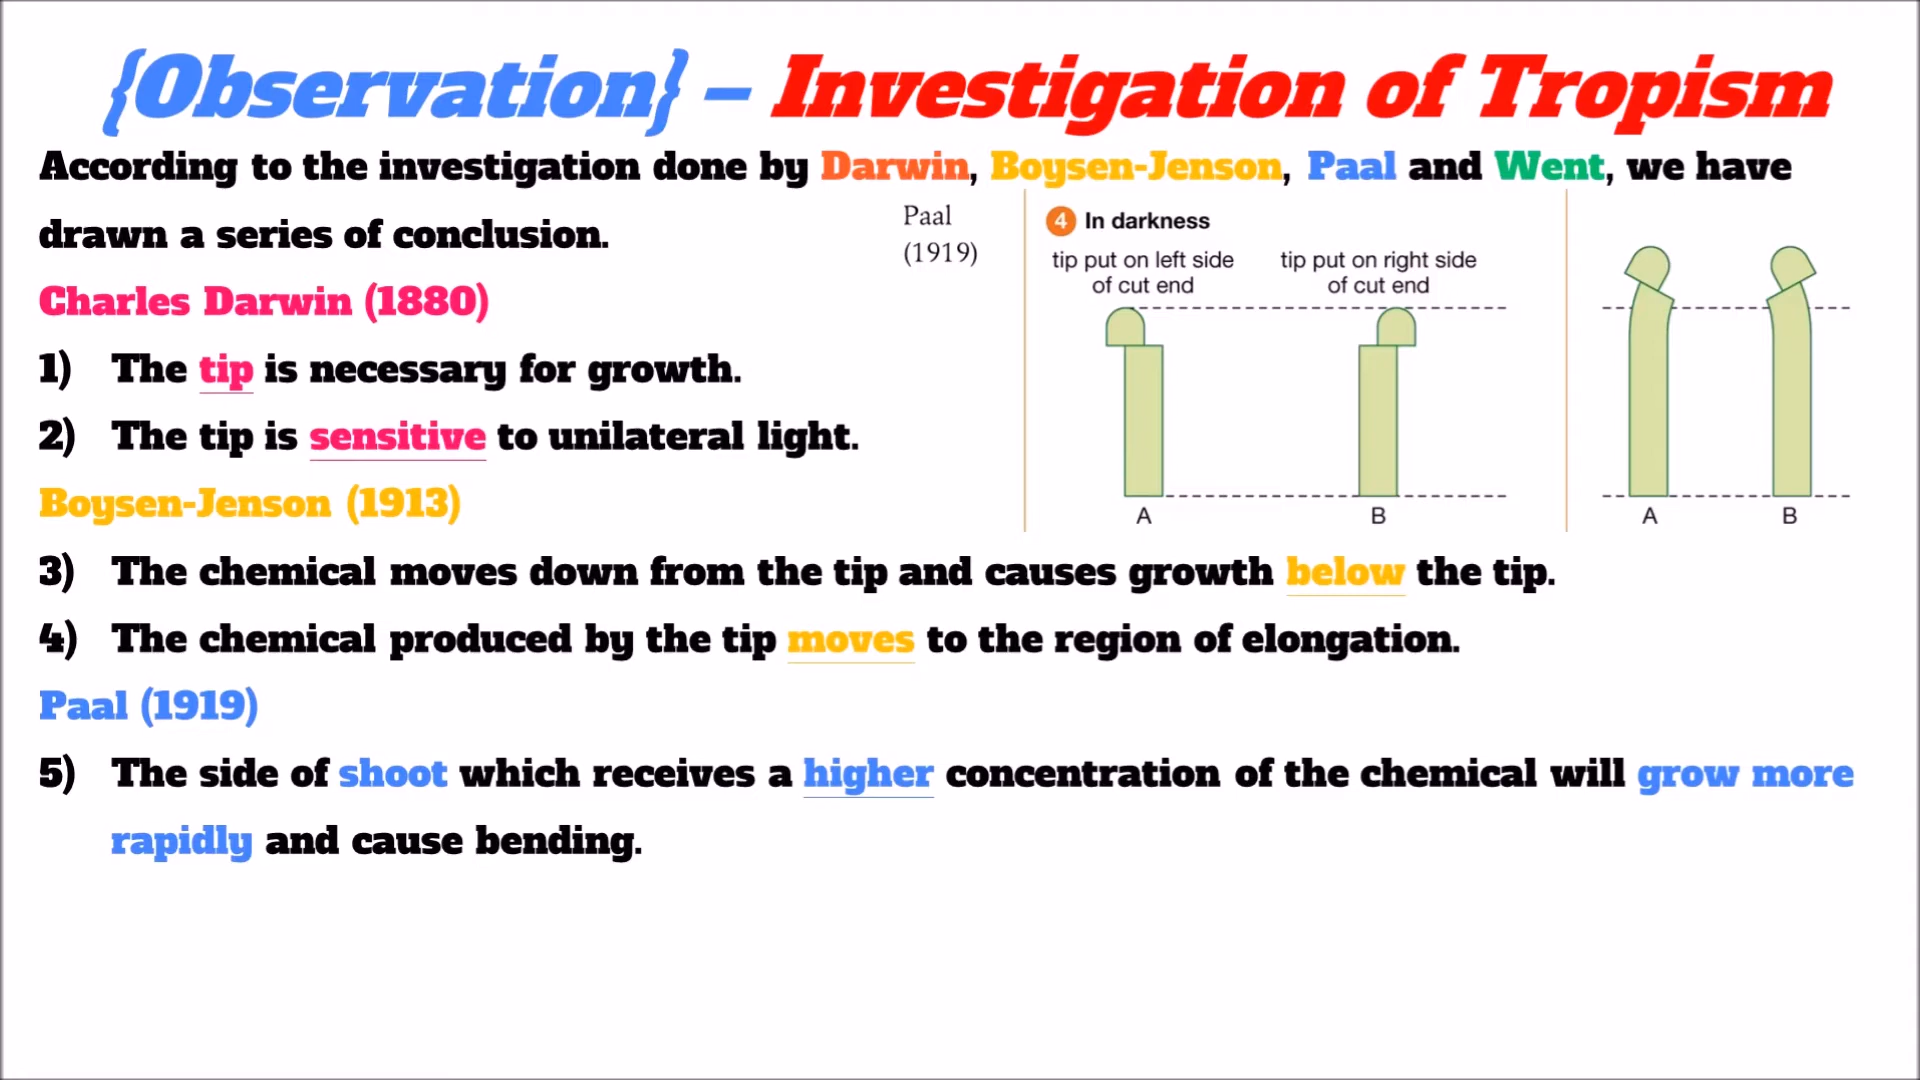 {Observation} – Investigation of Tropism
According to the investigation done by Darwin, Boysen-Jenson, Paal and Went, we have
drawn a series of conclusion.
Paal
(1919)
4 In darkness
tip put on left side
of cut end
tip put on right side
of cut end
A
B
A
B
Charles Darwin (1880)
1) The tip is necessary for growth.
2) The tip is sensitive to unilateral light.
Boysen-Jenson (1913)
3) The chemical moves down from the tip and causes growth below the tip.
4) The chemical produced by the tip moves to the region of elongation.
Paal (1919)
5) The side of shoot which receives a higher concentration of the chemical will grow more
rapidly and cause bending.